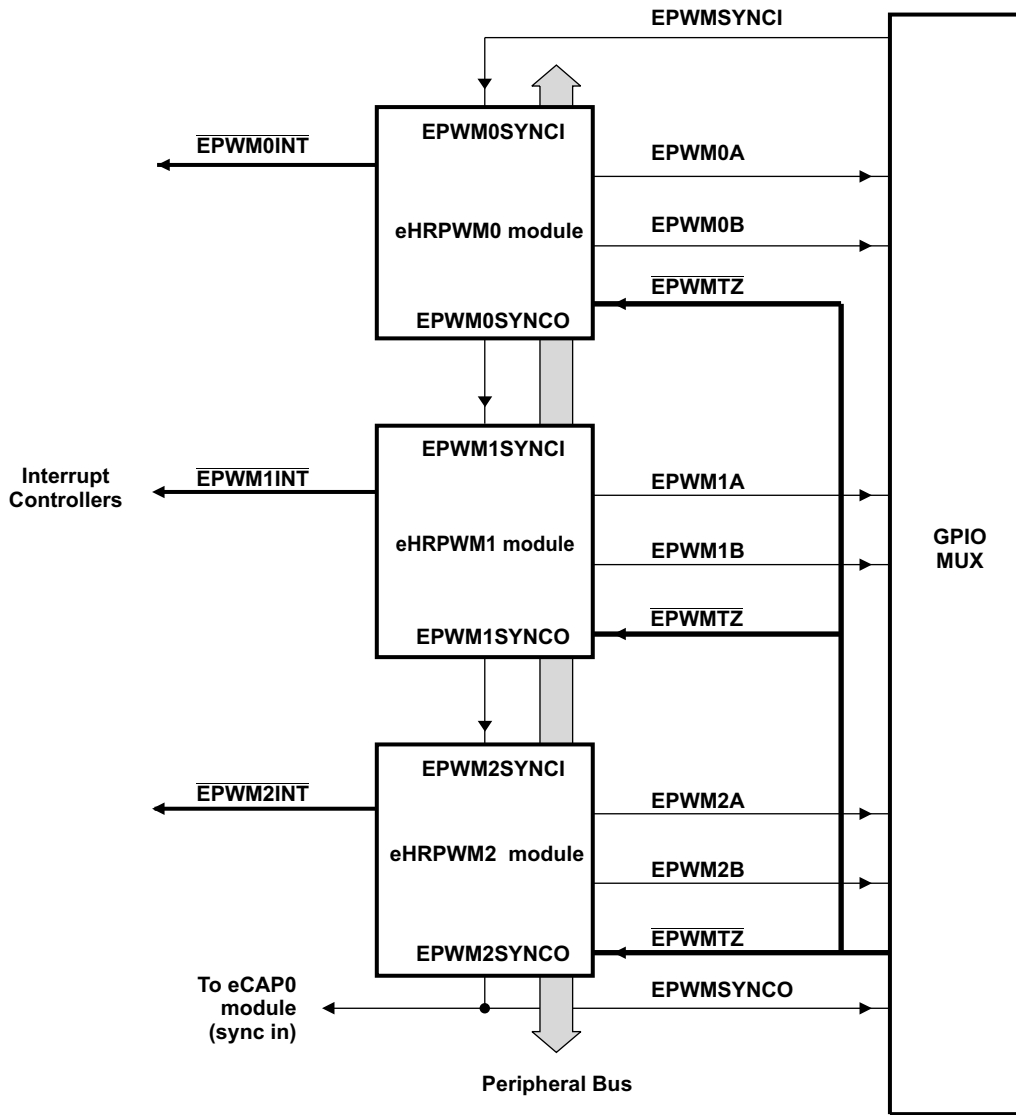 EPWMSYNCI
EPWM0SYNCI
EPWM0INT
EPWM0A
EPWM0B
eHRPWM0 module
EPWMTZ
EPWM0SYNCO
EPWM1SYNCI
Interrupt
Controllers
EPWM1INT
EPWM1A
eHRPWM1 module
EPWM1B
GPIO
MUX
EPWMTZ
EPWM1SYNCO
EPWM2SYNCI
EPWM2INT
EPWM2A
eHRPWM2 module
EPWM2B
EPWMTZ
EPWM2SYNCO
To eCAP0
module
(sync in)
EPWMSYNCO
Peripheral Bus